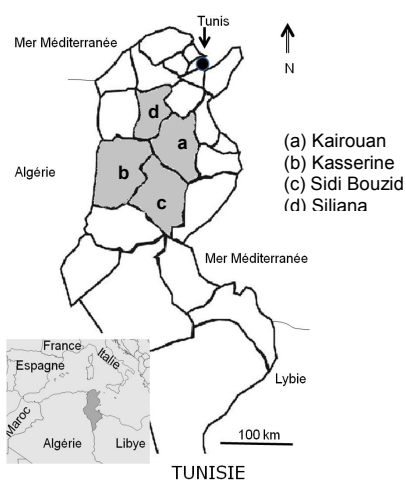 Tunis
Mer Méditerranée
N
d
a
(a) Kairouan
(b) Kasserine
(c) Sidi Bouzid
(d) Siliana
Algérie
b
c
Mer Méditerranée
France
Italie
Espagne
Lybie
Maroc
Algérie
Libye
100 km
TUNISIE